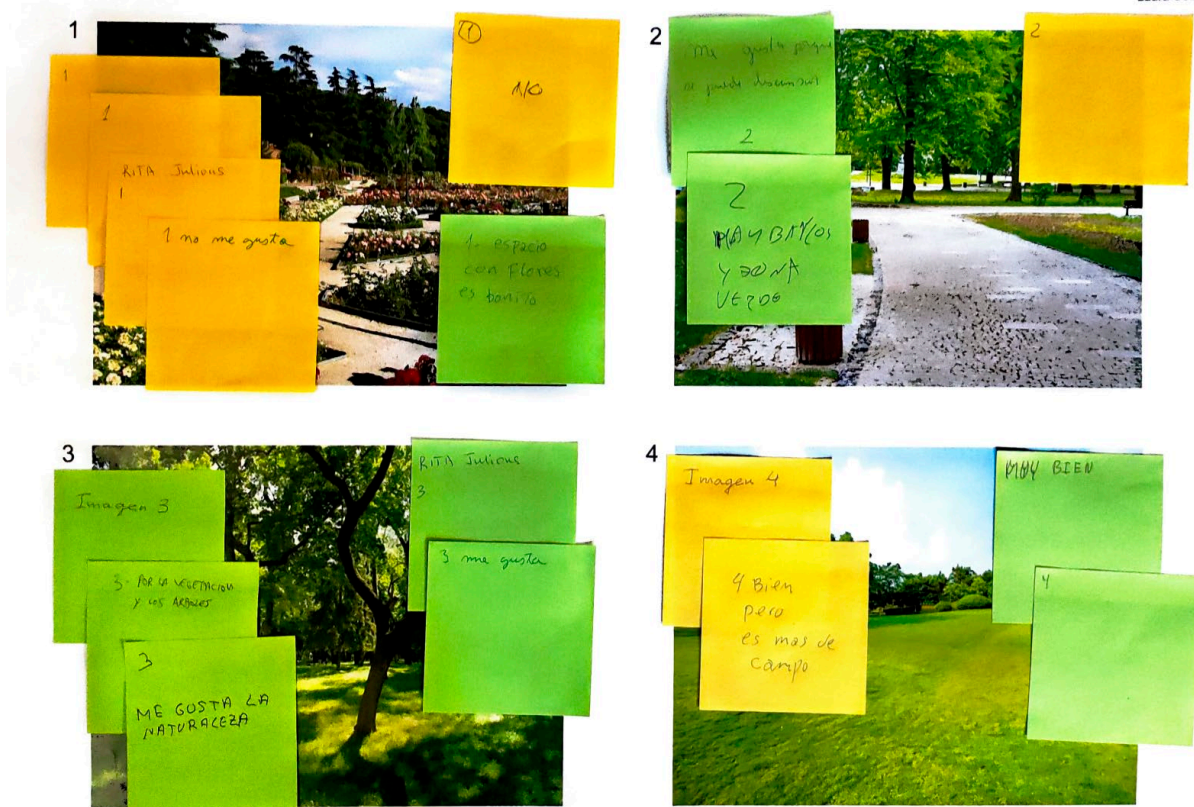 1
1
1
RITA Julious
1
1 no me gusta
1
NO
1. espacio
con Flores
es bonito
2
Me gusta porque
se puede descansar
2
2
HAY BANCOS
Y ZONA
VERDE
2
3
Imagen 3
3- POR LA VEGETACION
Y LOS ARBOLES
3
ME GUSTA LA
NATURALEZA
RITA Julious
3
3 me gusta
4
Imagen 4
4 Bien
pero
es mas de
campo
MUY BIEN
4